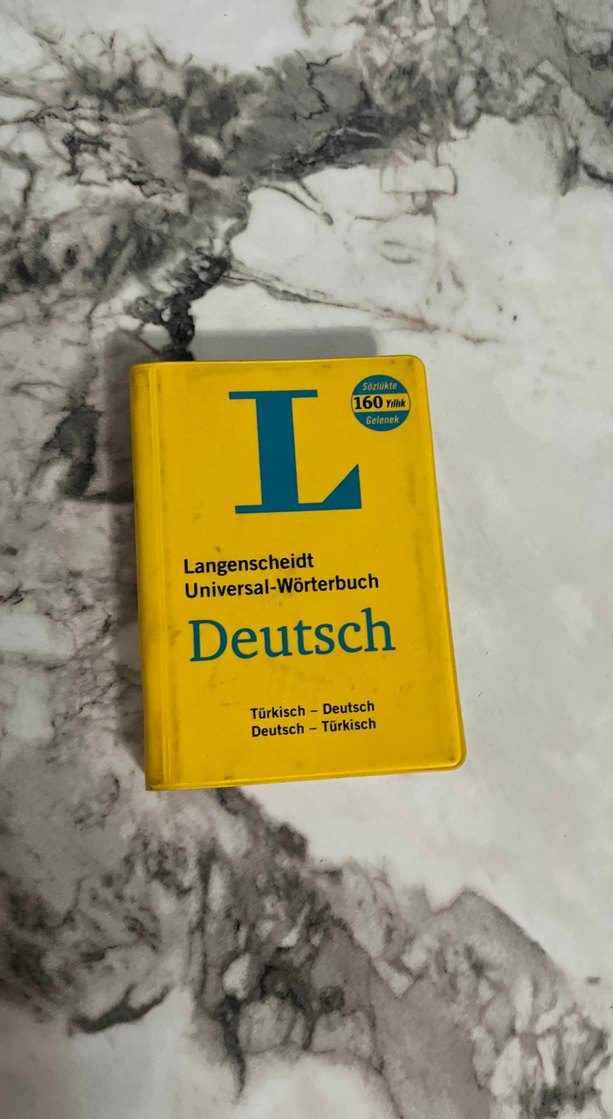 L
Sözlükte
160 Yıllık
Gelenek
Langenscheidt
Universal-Wörterbuch
Deutsch
Türkisch – Deutsch
Deutsch – Türkisch